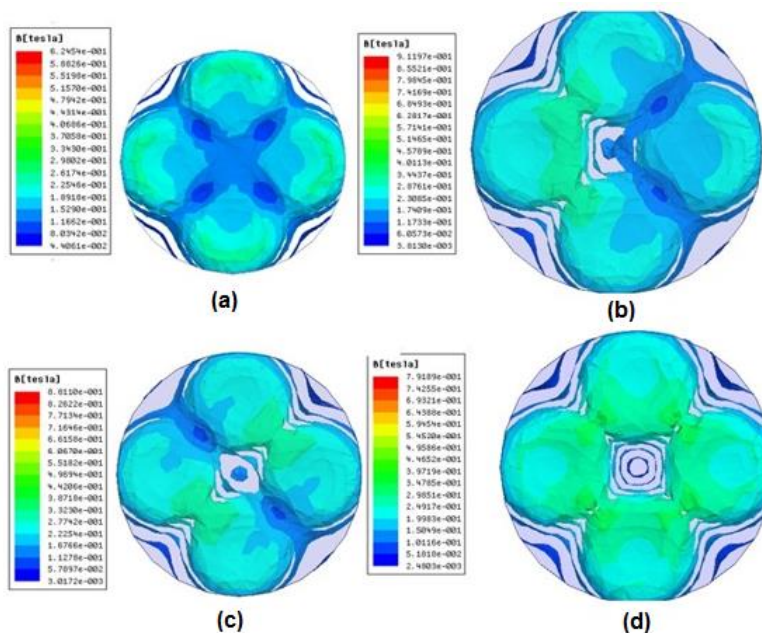 B[tesla]
6.2454e-001
5.8826e-001
5.5198e-001
5.1570e-001
4.7942e-001
4.4314e-001
4.0686e-001
3.7058e-001
3.3430e-001
2.9802e-001
2.6174e-001
2.2546e-001
1.8918e-001
1.5290e-001
1.1662e-001
8.0342e-002
4.4061e-002
(a)
B[tesla]
9.1197e-001
8.5521e-001
7.9845e-001
7.4169e-001
6.8493e-001
6.2817e-001
5.7141e-001
5.1465e-001
4.5789e-001
4.0113e-001
3.4437e-001
2.8761e-001
2.3085e-001
1.7409e-001
1.1733e-001
6.0573e-002
3.8130e-003
(b)
B[tesla]
8.8110e-001
8.2622e-001
7.7134e-001
7.1646e-001
6.6158e-001
6.0670e-001
5.5182e-001
4.9694e-001
4.4206e-001
3.8718e-001
3.3230e-001
2.7742e-001
2.2254e-001
1.6766e-001
1.1278e-001
5.7897e-002
3.0172e-003
(c)
B[tesla]
7.9189e-001
7.4255e-001
6.9321e-001
6.4388e-001
5.9454e-001
5.4520e-001
4.9586e-001
4.4652e-001
3.9719e-001
3.4785e-001
2.9851e-001
2.4917e-001
1.9983e-001
1.5049e-001
1.0116e-001
5.1818e-002
2.4803e-003
(d)